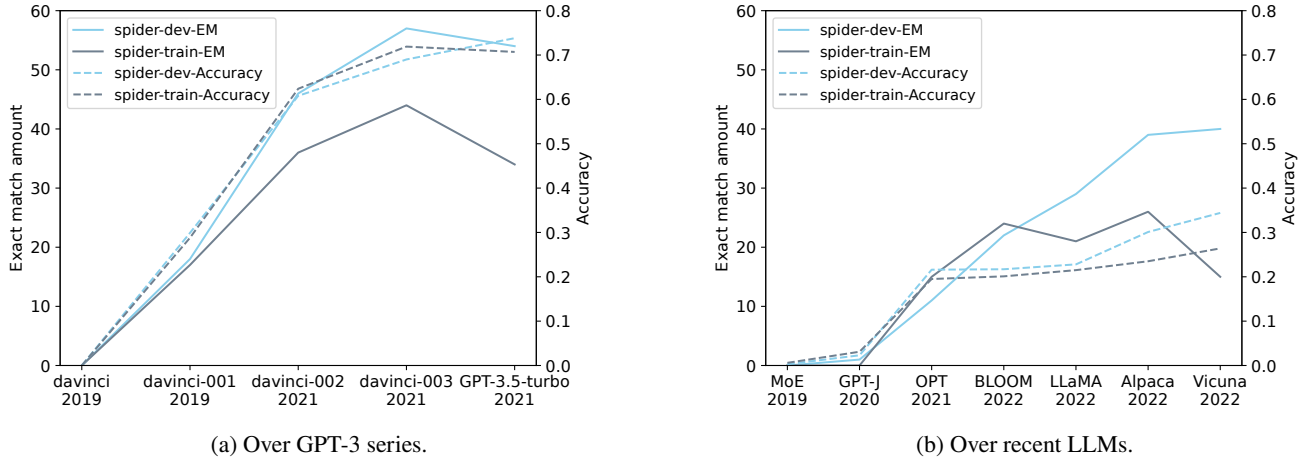 60
50
40
30
20
10
0
Exact match amount
spider-dev-EM
spider-train-EM
spider-dev-Accuracy
spider-train-Accuracy
0.8
0.7
0.6
0.5
0.4
0.3
0.2
0.1
0.0
Accuracy
davinci davinci-001 davinci-002 davinci-003 GPT-3.5-turbo
2019 2019 2021 2021 2021
(a) Over GPT-3 series.
60
50
40
30
20
10
0
Exact match amount
spider-dev-EM
spider-train-EM
spider-dev-Accuracy
spider-train-Accuracy
0.8
0.7
0.6
0.5
0.4
0.3
0.2
0.1
0.0
Accuracy
MoE GPT-J OPT BLOOM LLaMA Alpaca Vicuna
2019 2020 2021 2022 2022 2022 2022
(b) Over recent LLMs.